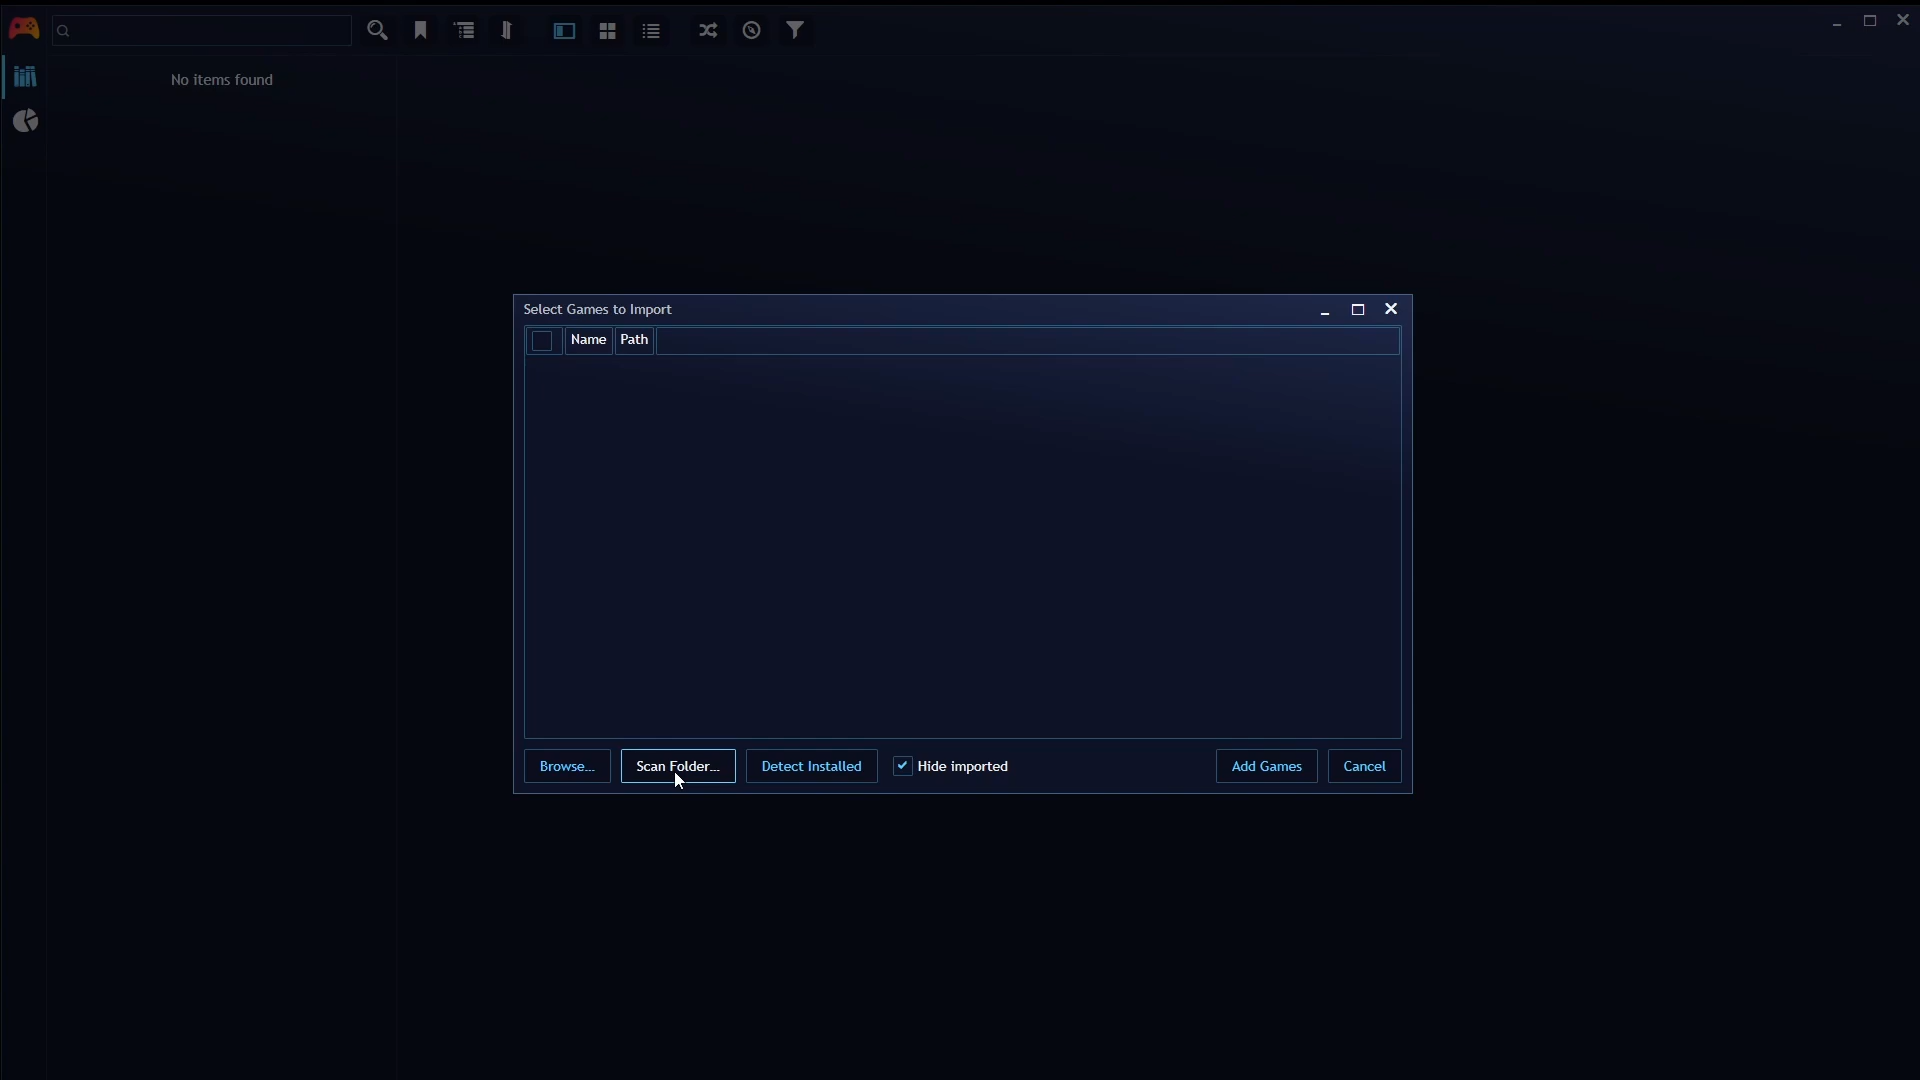 No items found
Select Games to Import
Name Path
Browse... Scan Folder... Detect Installed Hide imported Add Games Cancel